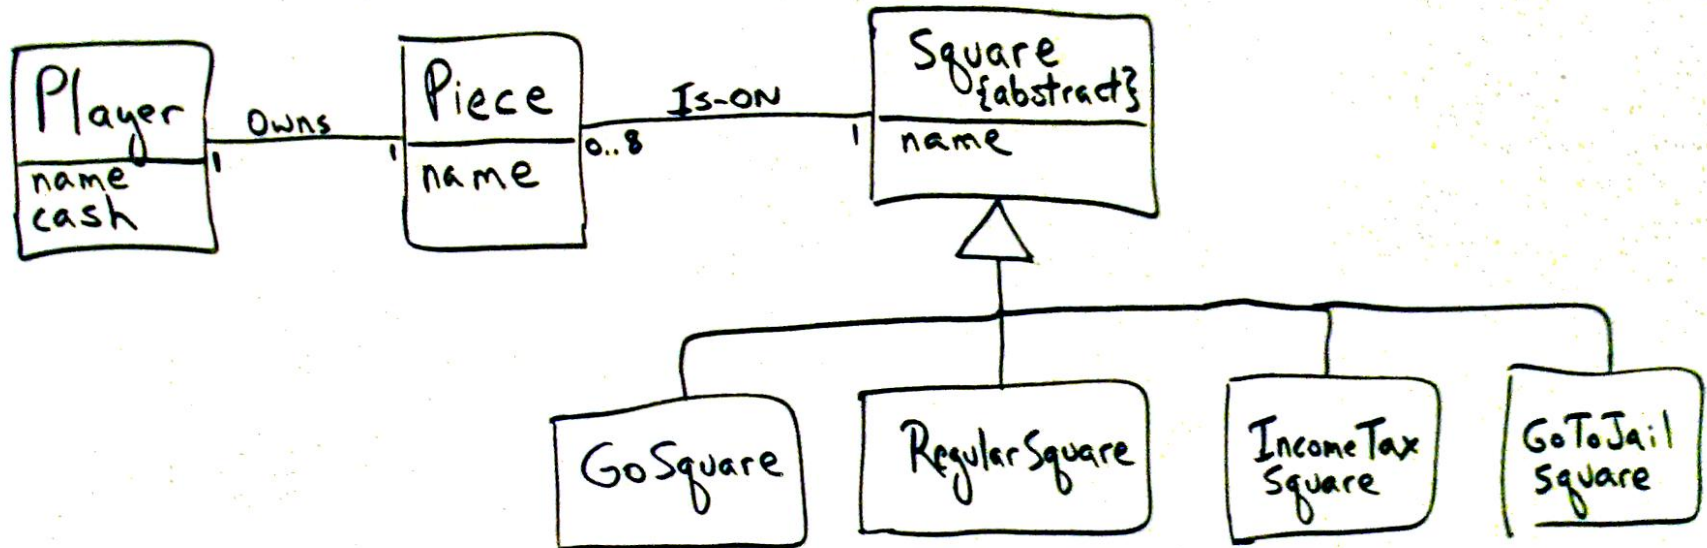 Player
name
cash
Owns
1
1
Piece
name
Is-ON
0..8
1
Square
{abstract}
name
GoSquare
RegularSquare
IncomeTax
Square
GoToJail
Square